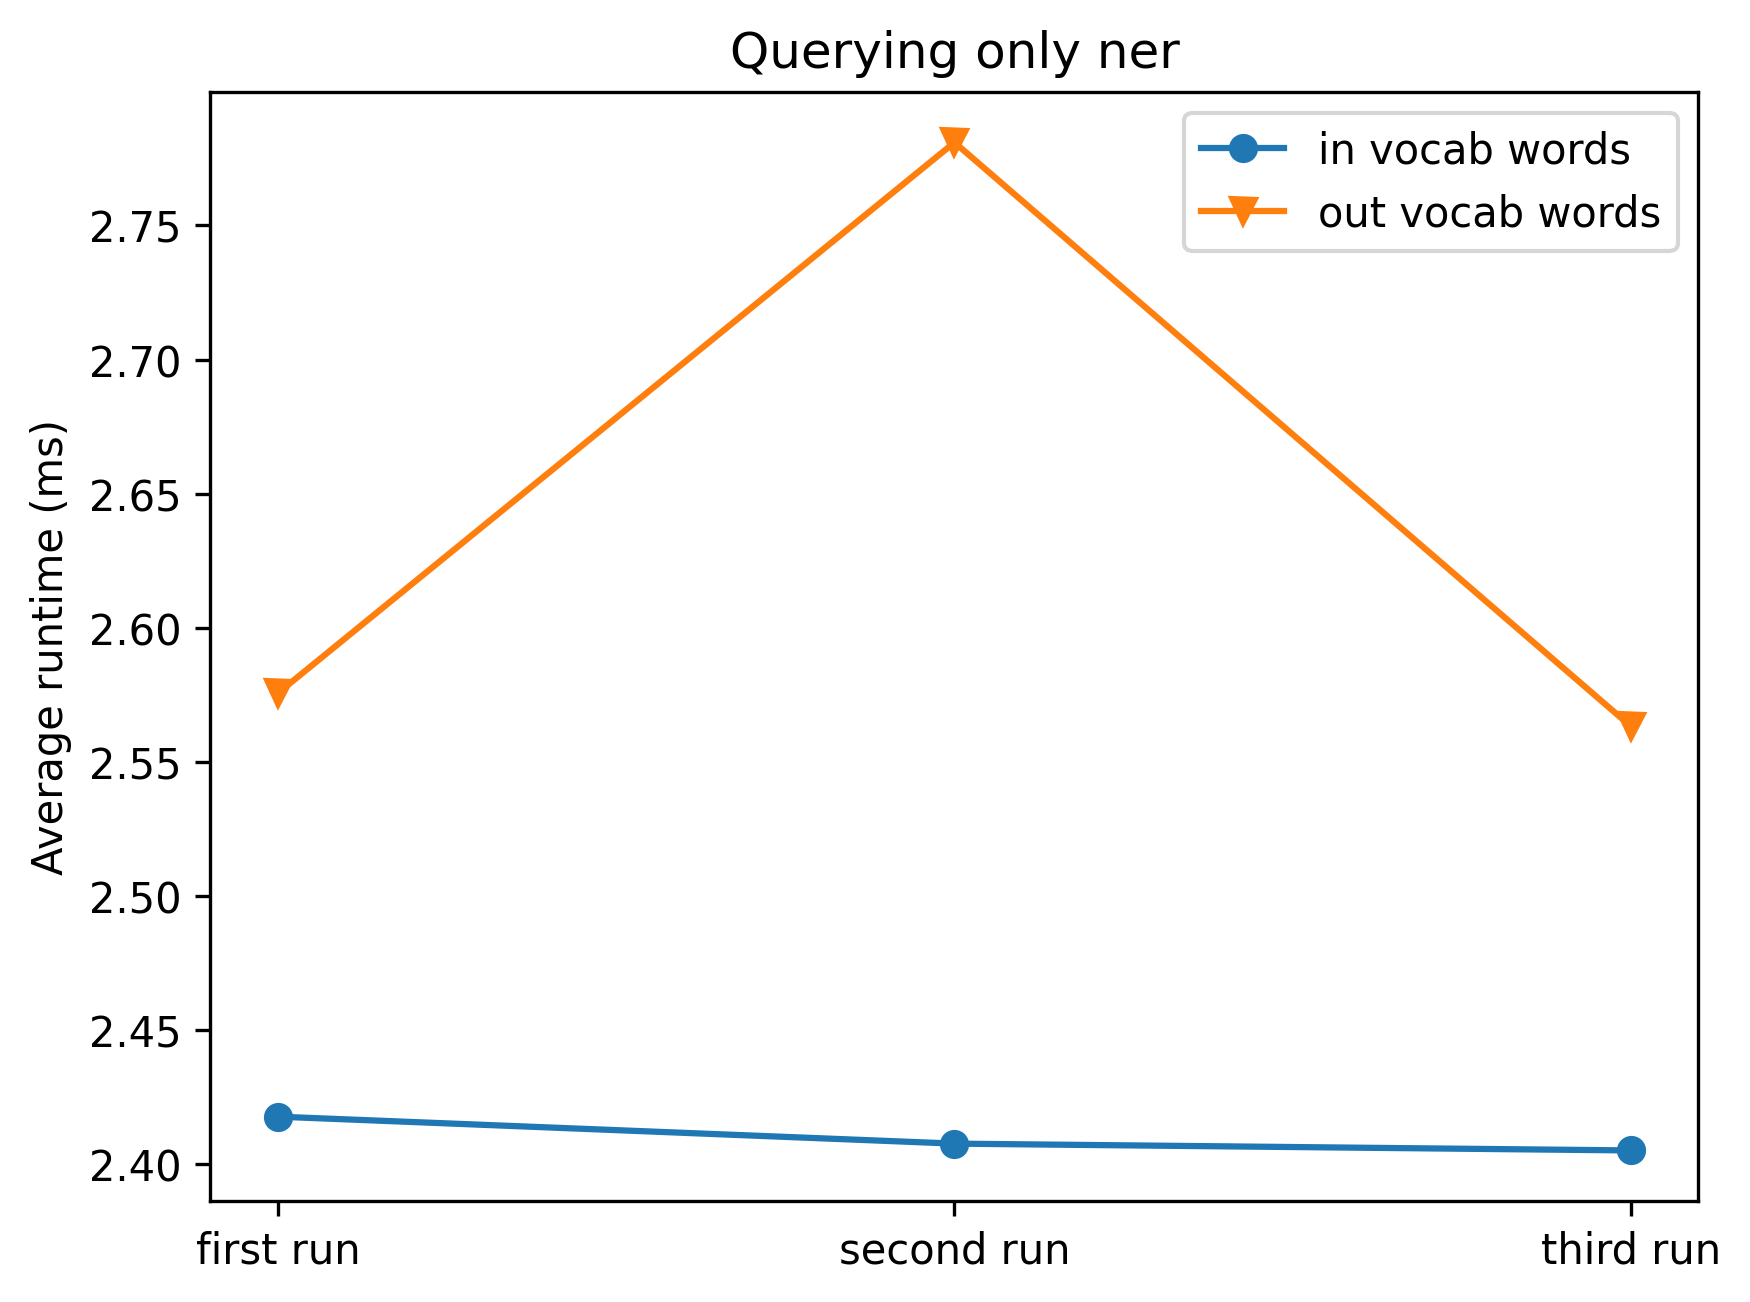 Querying only ner
in vocab words
out vocab words
Average runtime (ms)
2.75
2.70
2.65
2.60
2.55
2.50
2.45
2.40
first run
second run
third run